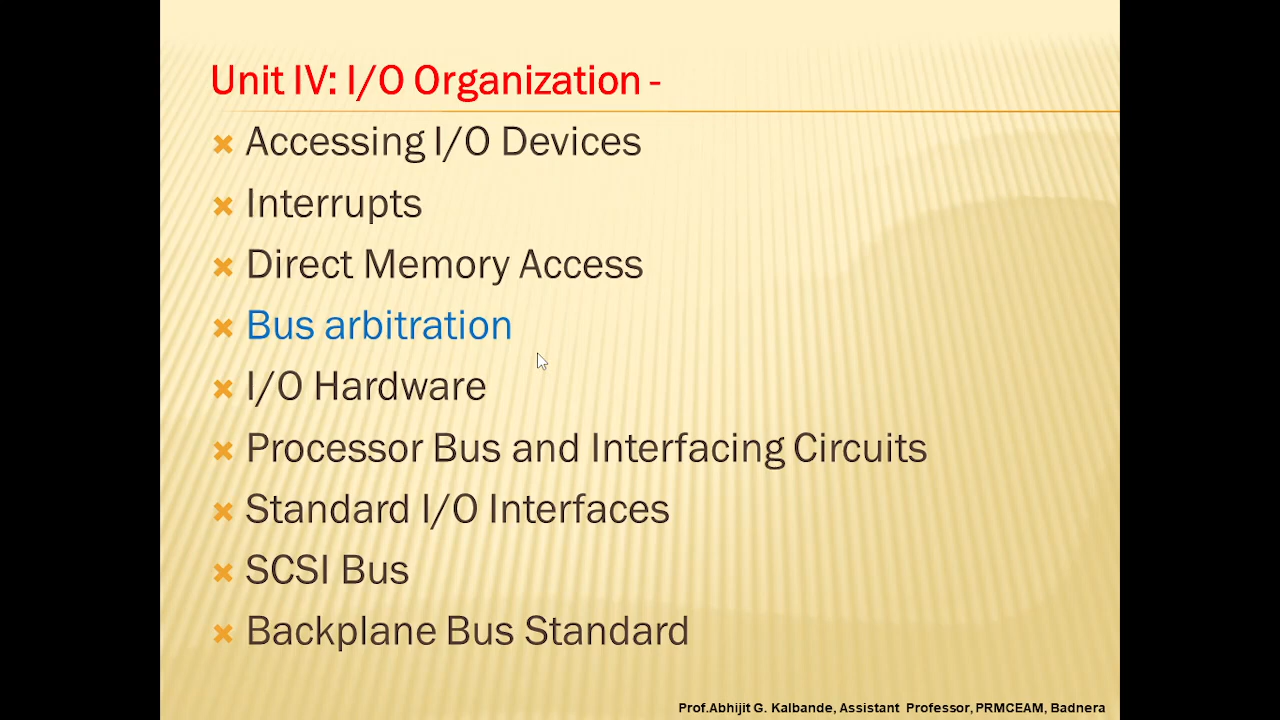 Unit IV: I/O Organization -
Accessing I/O Devices
Interrupts
Direct Memory Access
Bus arbitration
I/O Hardware
Processor Bus and Interfacing Circuits
Standard I/O Interfaces
SCSI Bus
Backplane Bus Standard
Prof.Abhijit G. Kalbande, Assistant Professor, PRMCEAM, Badnera